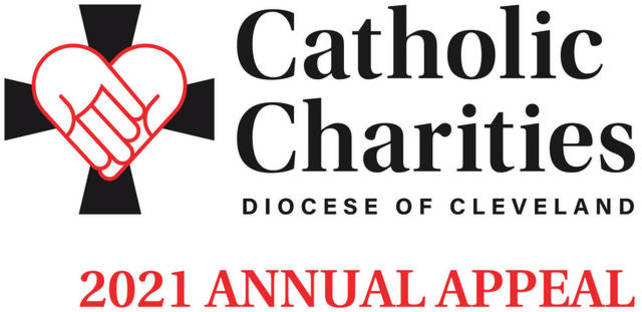 Catholic
Charities
DIOCESE OF CLEVELAND
2021 ANNUAL APPEAL